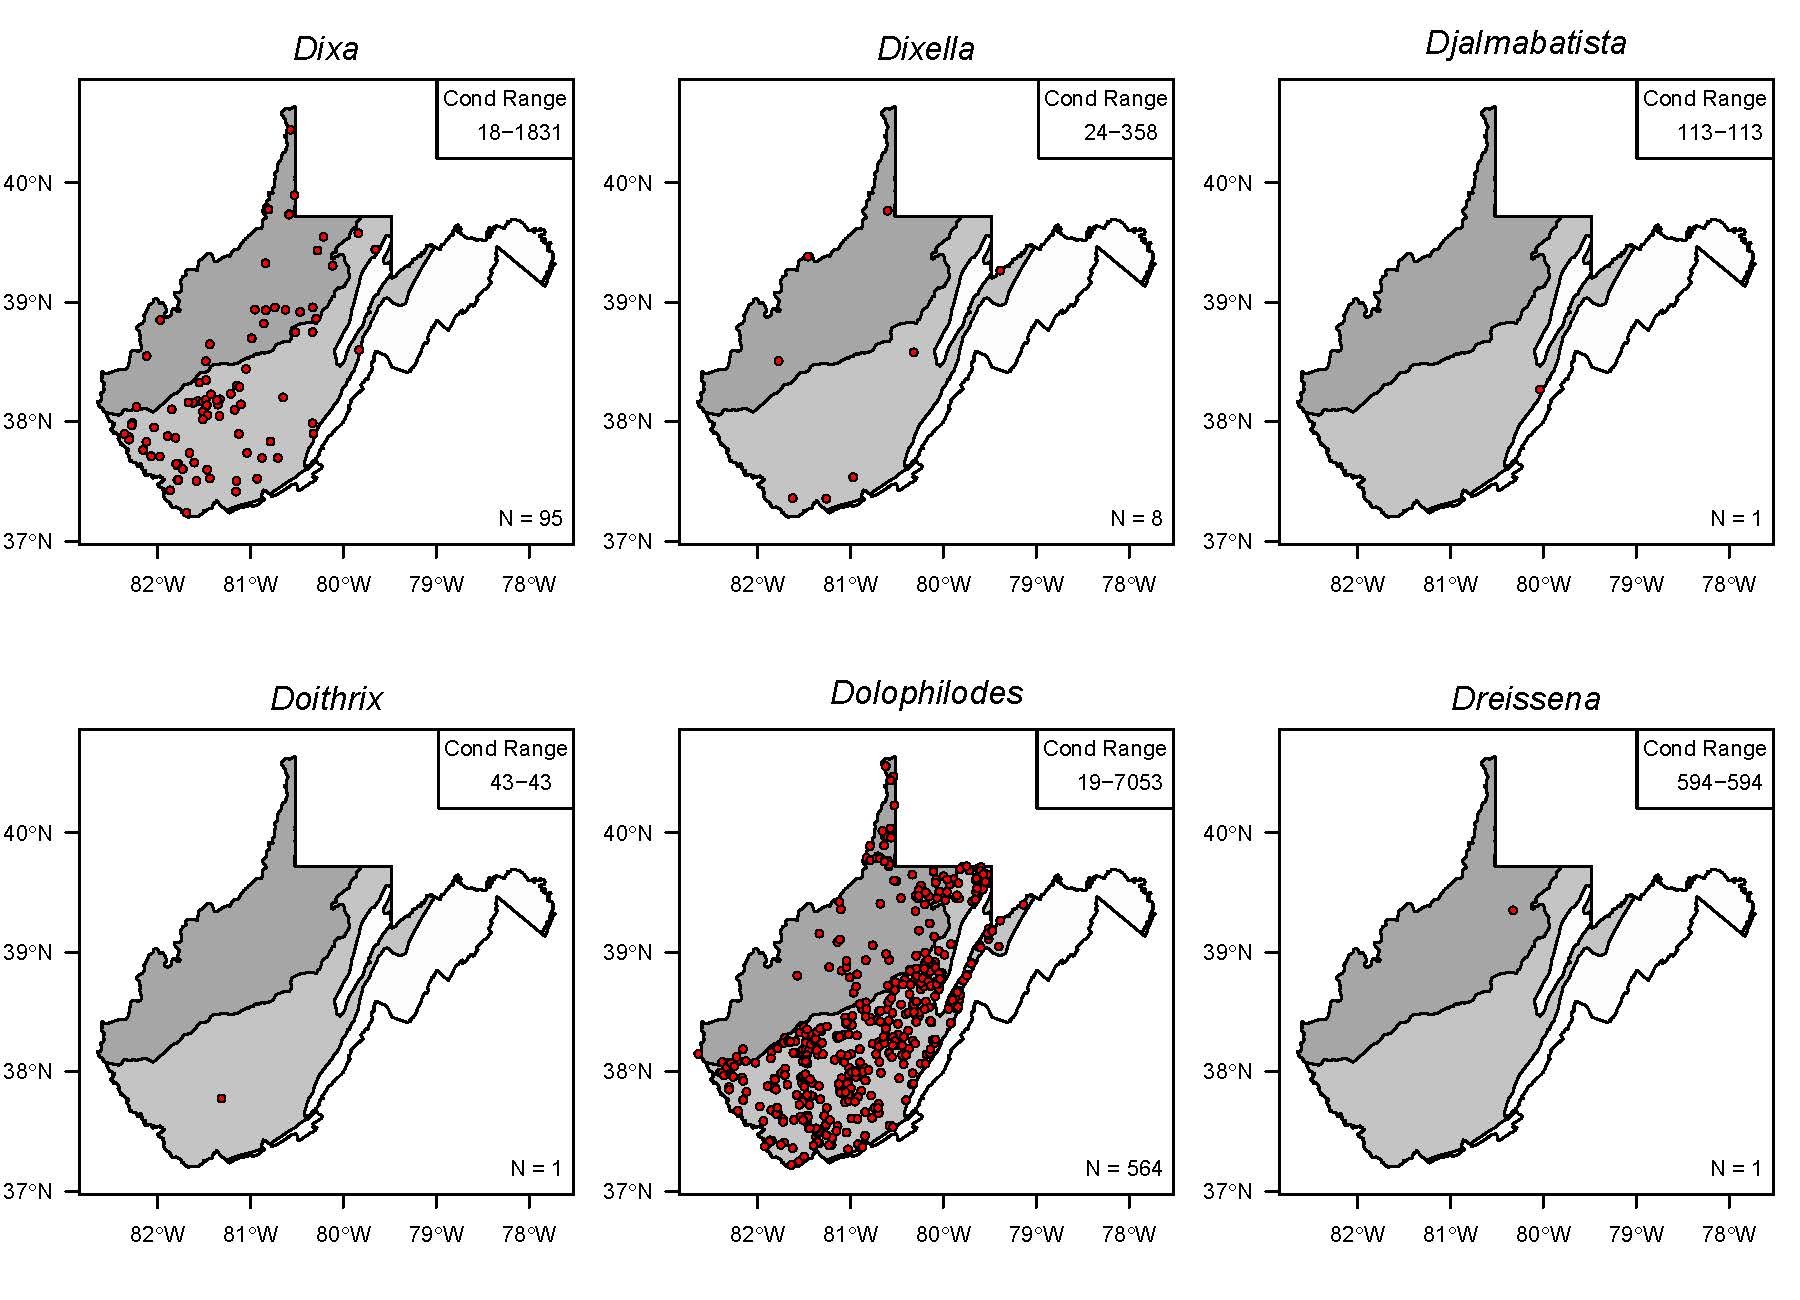 Dixa
Cond Range
18−1831
40°N
39°N
38°N
37°N
N = 95
82°W 81°W 80°W 79°W 78°W
Dixella
Cond Range
24−358
40°N
39°N
38°N
37°N
N = 8
82°W 81°W 80°W 79°W 78°W
Djalmabatista
Cond Range
113−113
40°N
39°N
38°N
37°N
N = 1
82°W 81°W 80°W 79°W 78°W
Doithrix
Cond Range
43−43
40°N
39°N
38°N
37°N
N = 1
82°W 81°W 80°W 79°W 78°W
Dolophilodes
Cond Range
19−7053
40°N
39°N
38°N
37°N
N = 564
82°W 81°W 80°W 79°W 78°W
Dreissena
Cond Range
594−594
40°N
39°N
38°N
37°N
N = 1
82°W 81°W 80°W 79°W 78°W